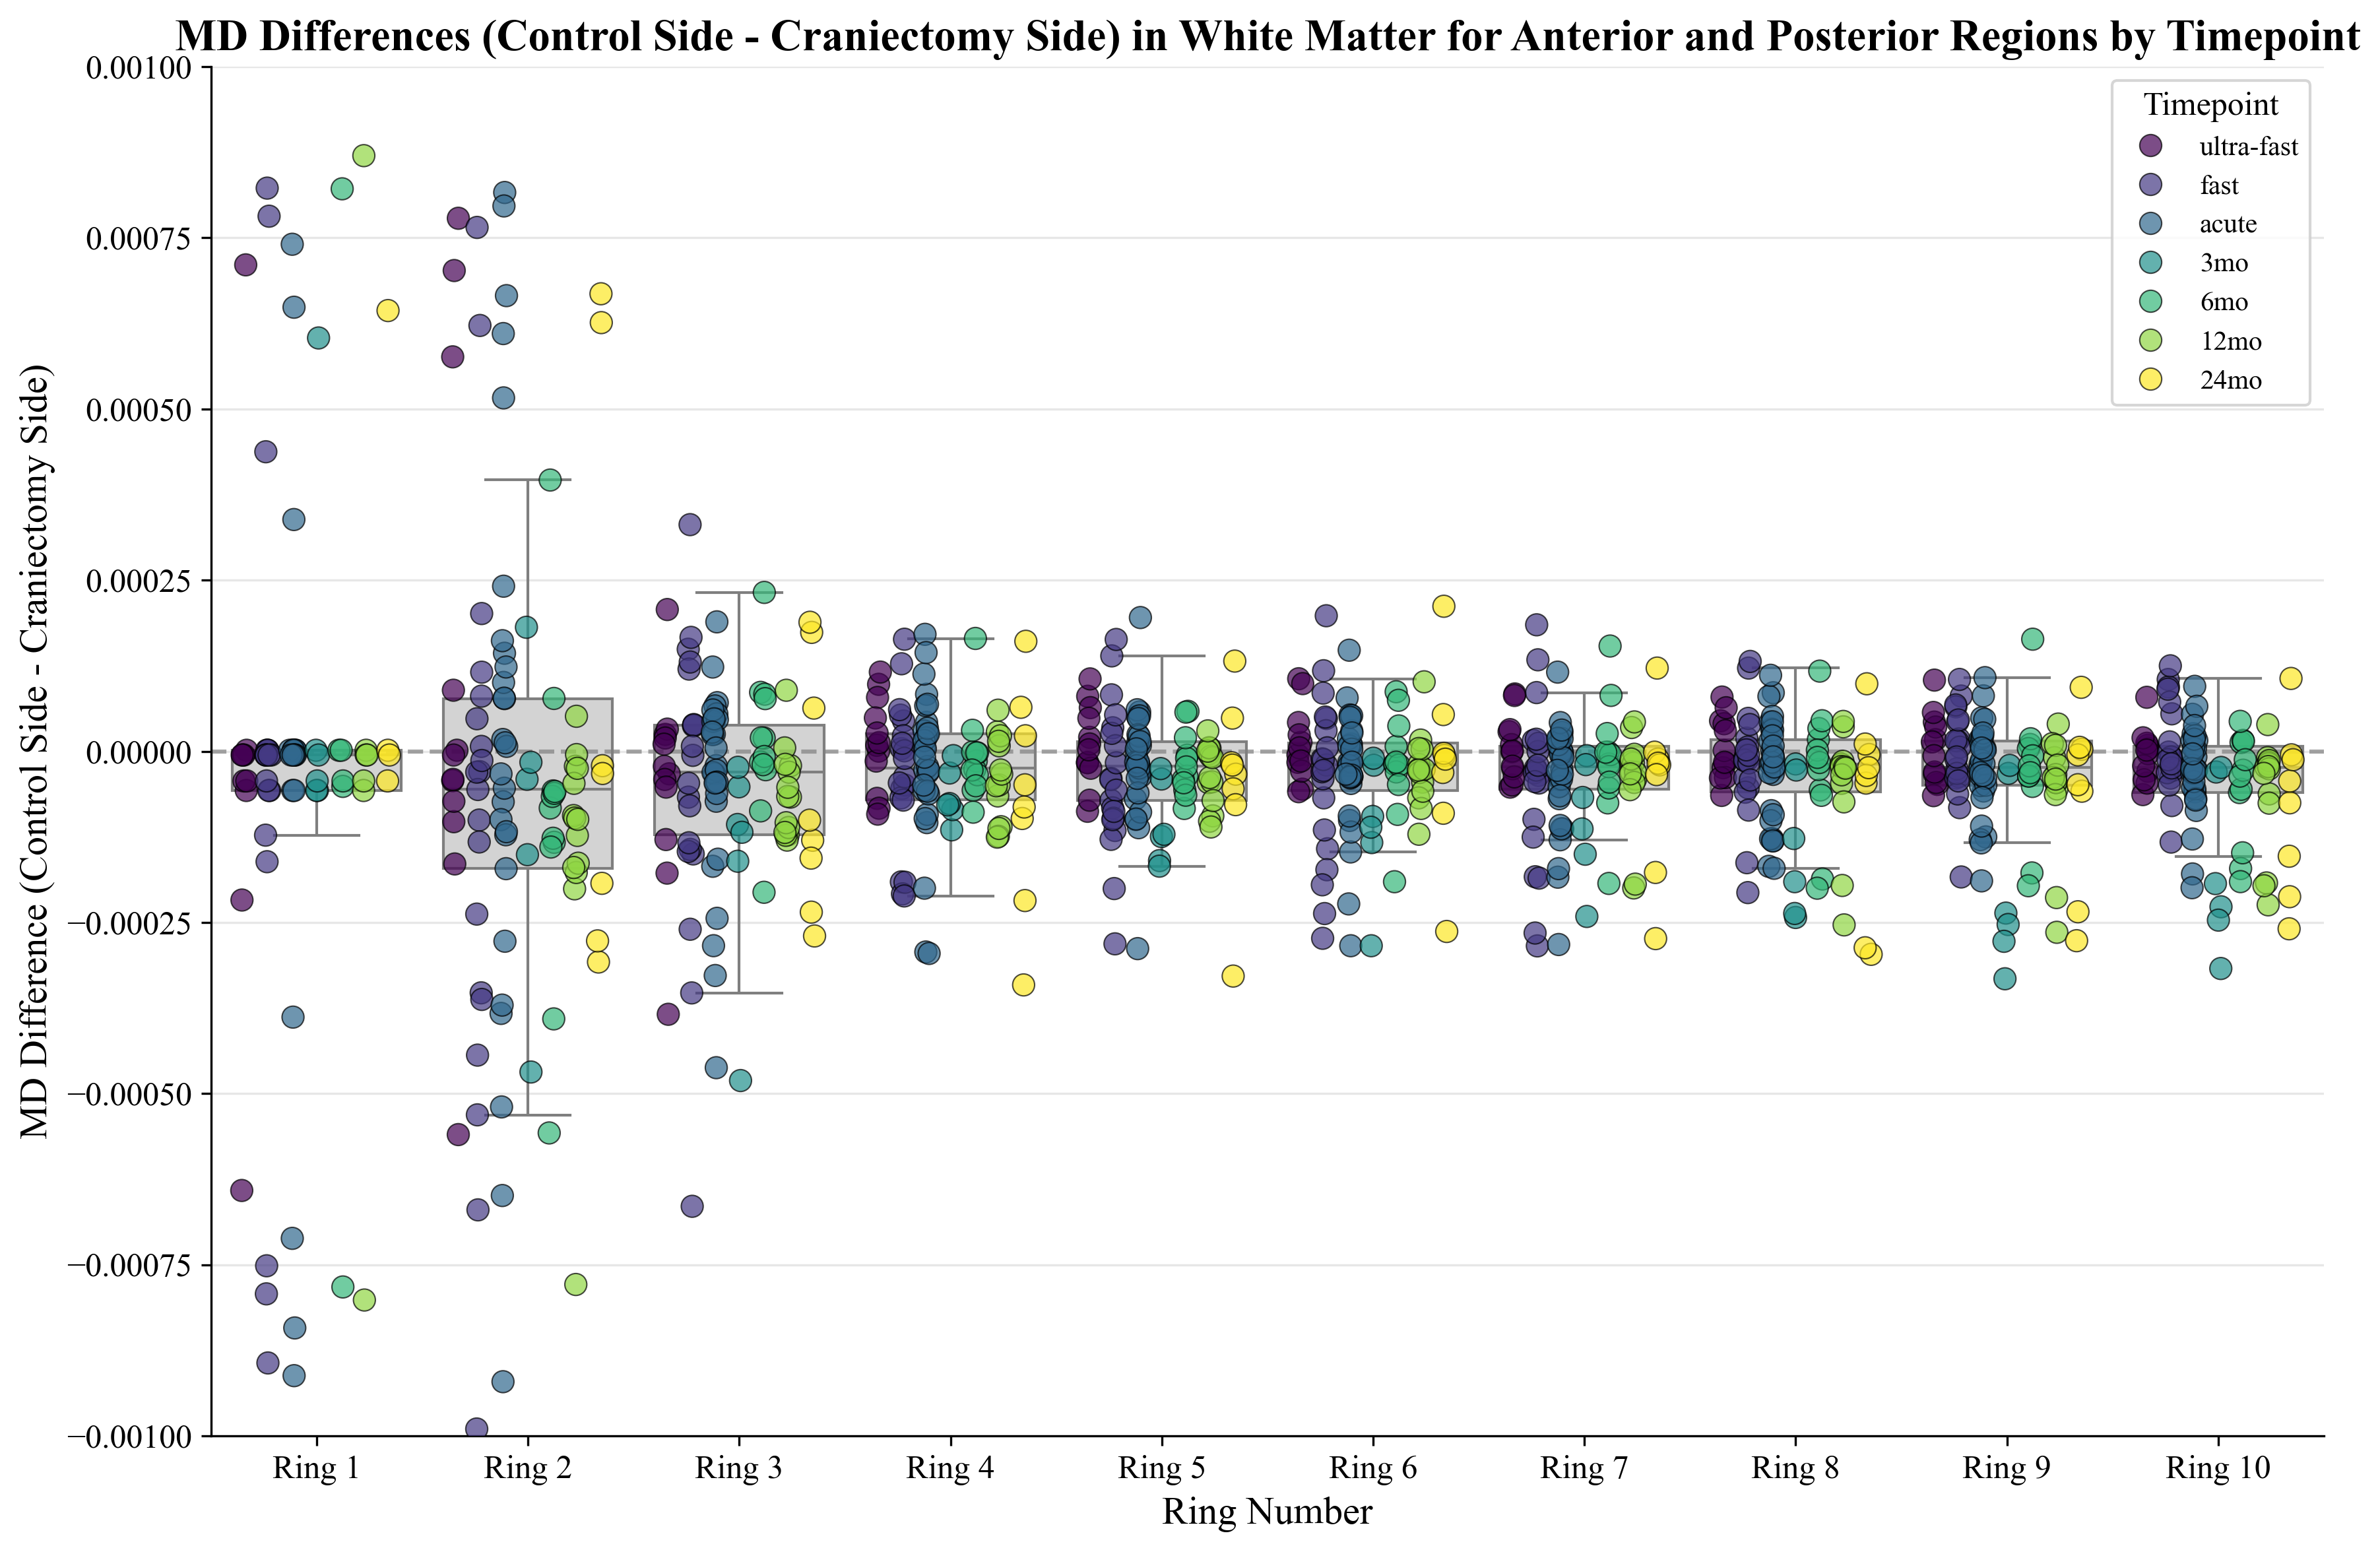 MD Differences (Control Side - Craniectomy Side) in White Matter for Anterior and Posterior Regions by Timepoint
0.00100
0.00075
0.00050
0.00025
0.00000
−0.00025
−0.00050
−0.00075
−0.00100
MD Difference (Control Side - Craniectomy Side)
Timepoint
ultra-fast
fast
acute
3mo
6mo
12mo
24mo
Ring 1 Ring 2 Ring 3 Ring 4 Ring 5 Ring 6 Ring 7 Ring 8 Ring 9 Ring 10
Ring Number